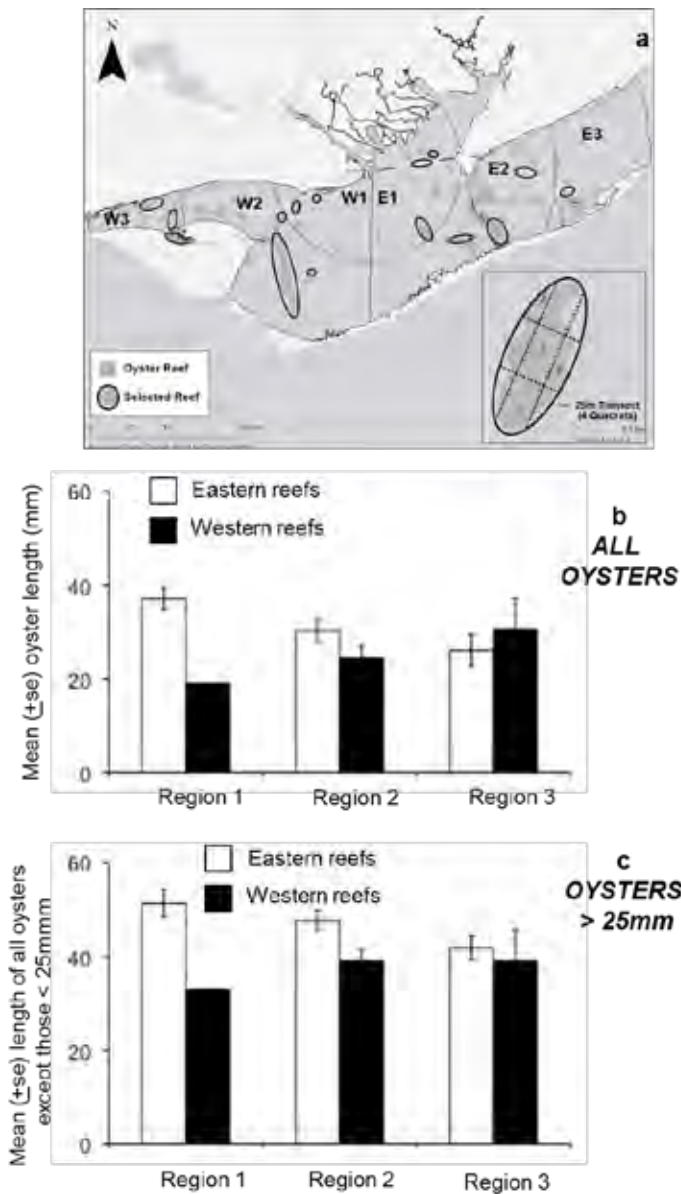 N
a
E3
E2
W2
W1
E1
W3
Oyster Reef
Selected Reef
25m Transect
(4 Quadrats)
60
40
20
0
Mean (+se) oyster length (mm)
Eastern reefs
Western reefs
b
ALL
OYSTERS
Region 1
Region 2
Region 3
60
40
20
0
Mean (+se) length of all oysters
except those < 25mmm
Eastern reefs
Western reefs
c
OYSTERS
> 25mm
Region 1
Region 2
Region 3